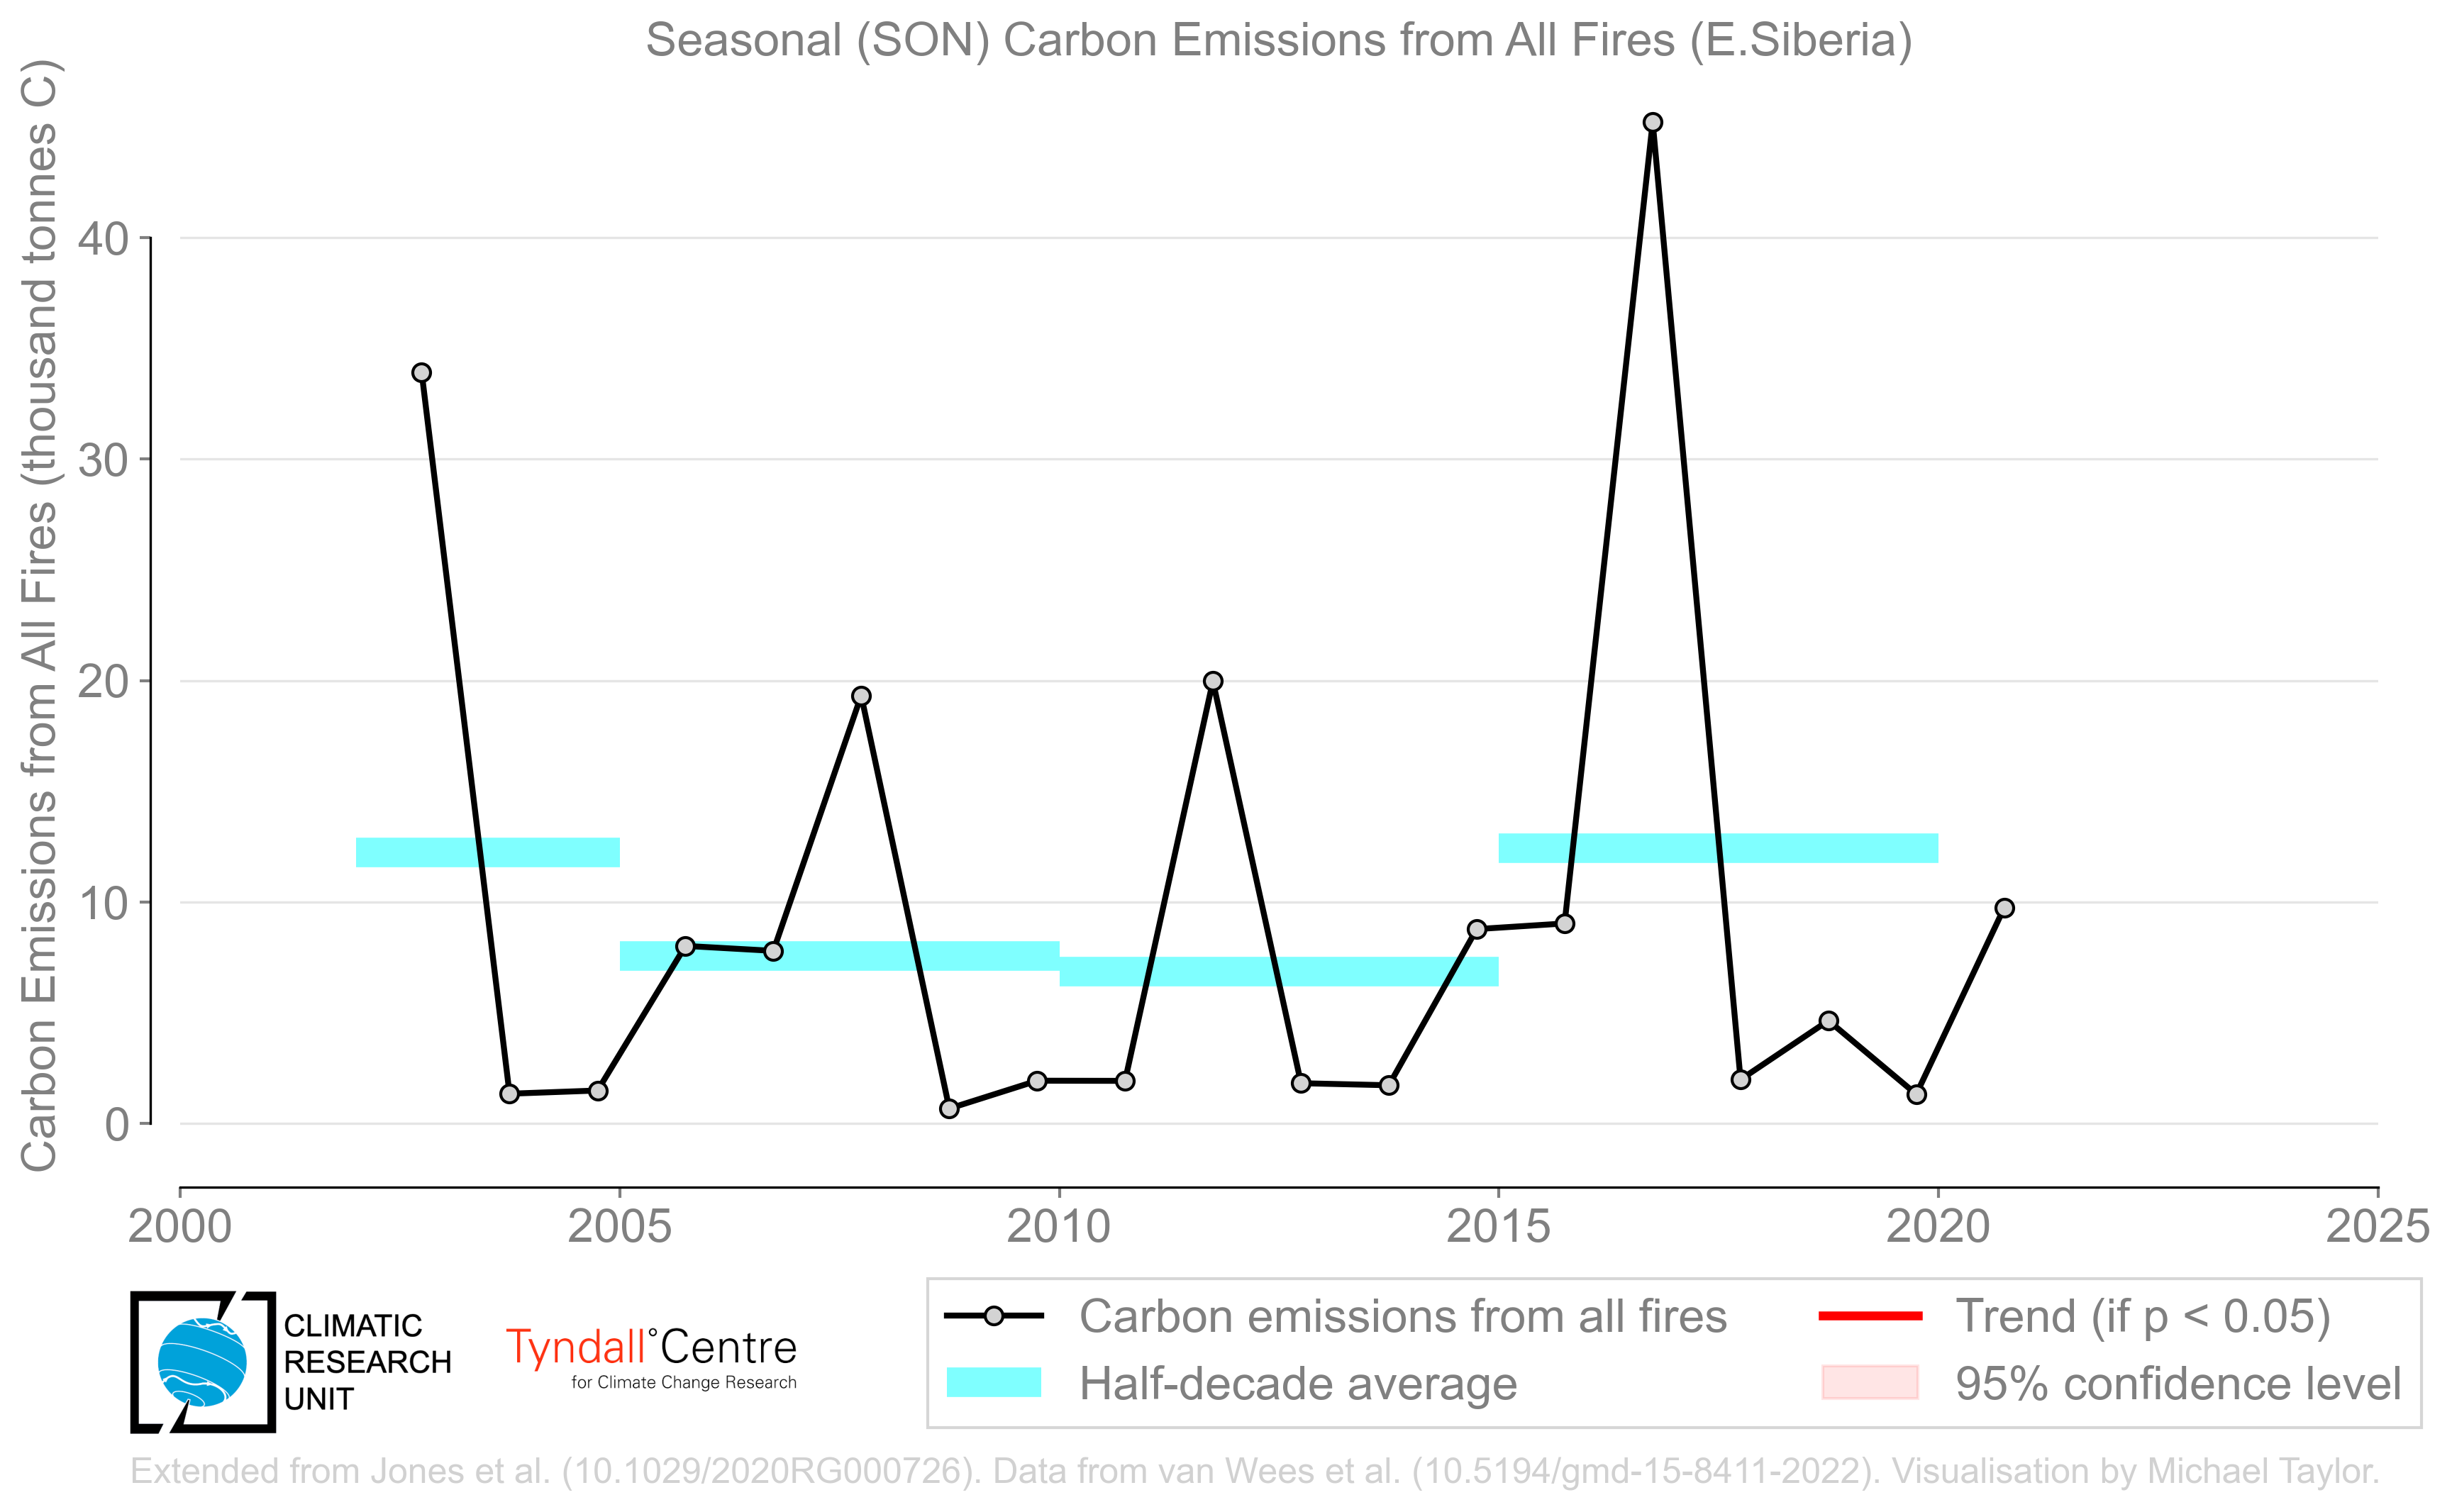 Seasonal (SON) Carbon Emissions from All Fires (E.Siberia)
Carbon Emissions from All Fires (thousand tonnes C)
40
30
20
10
0
2000 2005 2010 2015 2020 2025
CLIMATIC
RESEARCH
UNIT
Tyndall°Centre
for Climate Change Research
Carbon emissions from all fires
Half-decade average
Trend (if p < 0.05)
95% confidence level
Extended from Jones et al. (10.1029/2020RG000726). Data from van Wees et al. (10.5194/gmd-15-8411-2022). Visualisation by Michael Taylor.